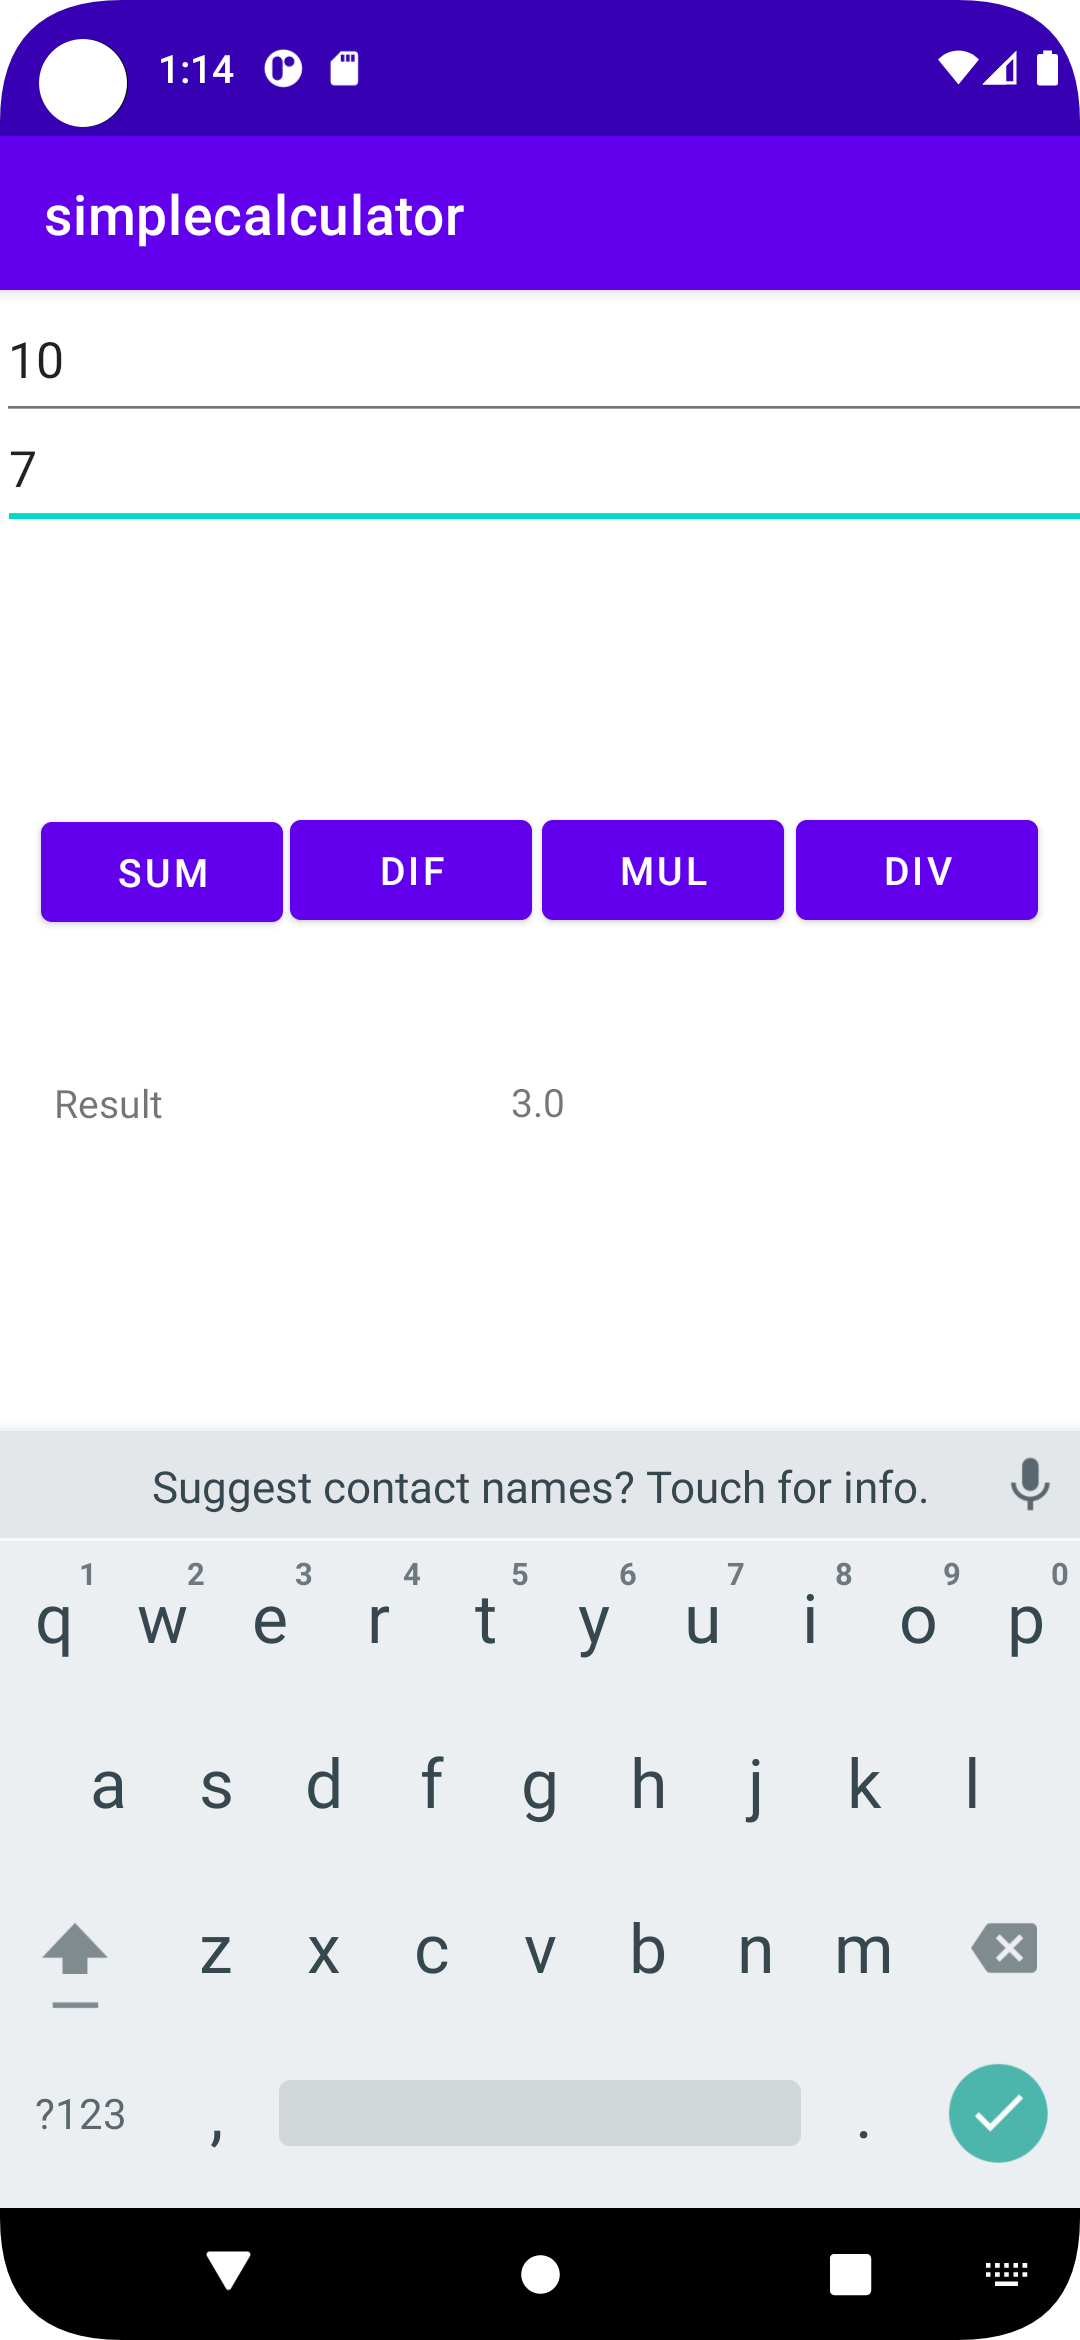 1:14
simplecalculator
10
7
SUM DIF MUL DIV
Result 3.0
Suggest contact names? Touch for info.
1 2 3 4 5 6 7 8 9 0
q w e r t y u i o p
a s d f g h j k l
z x c v b n m
?123 , .